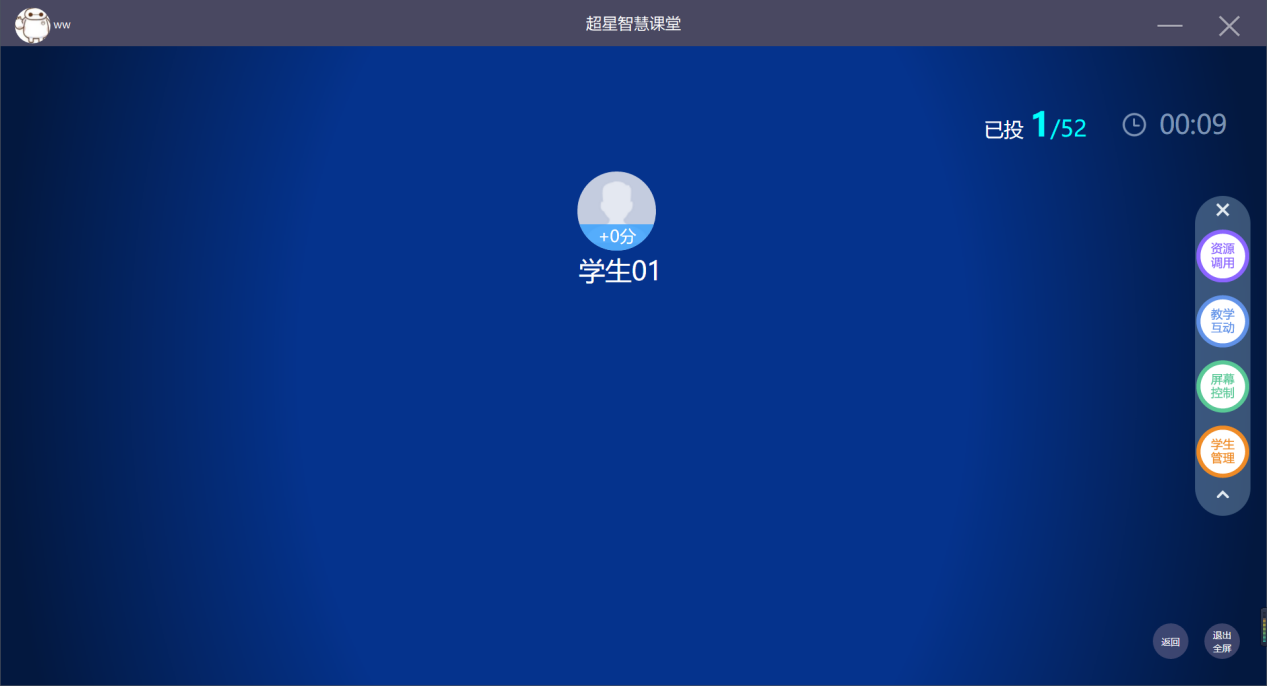 ww
超星智慧课堂
已投 1/52
00:09
+0分
学生01
资源
调用
教学
互动
屏幕
控制
学生
管理
返回
退出
全屏